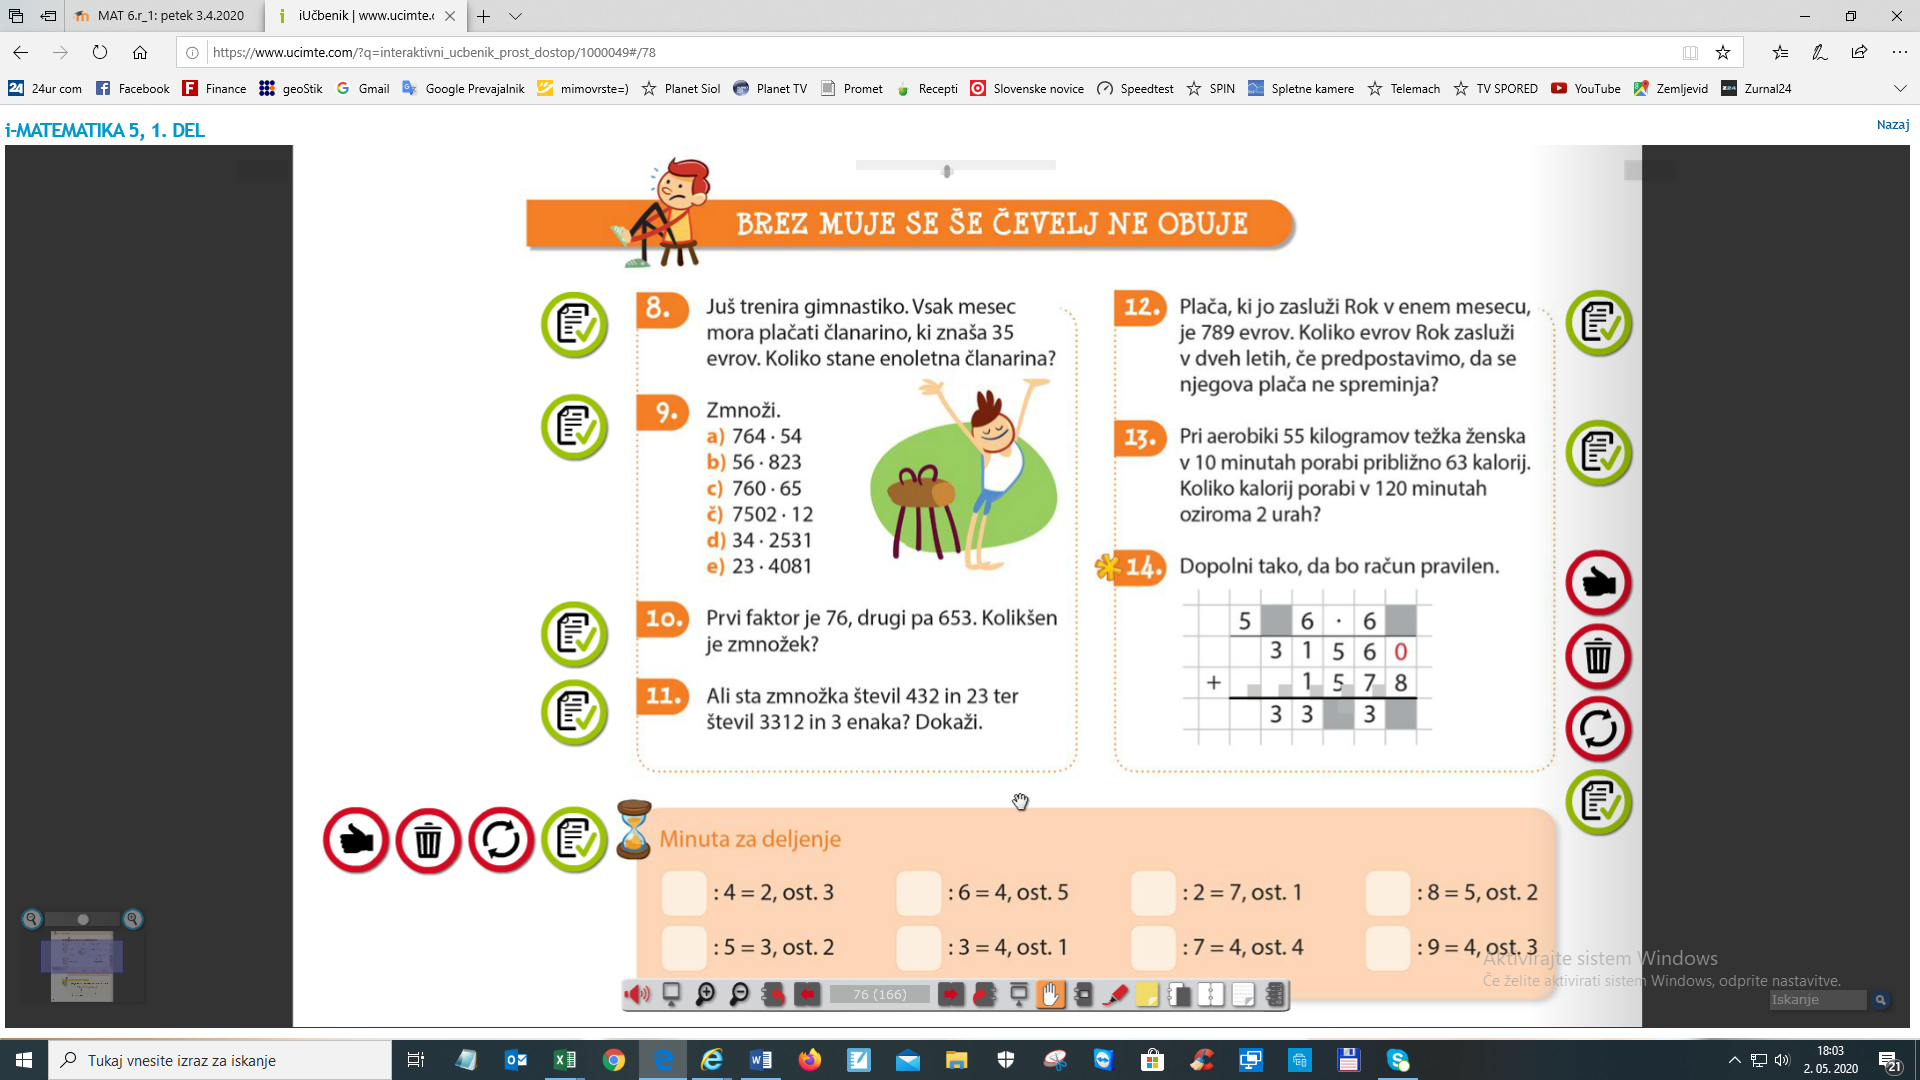 MAT 6.r_1: petek 3.4.2020
iUčbenik | www.ucimte.c
https://www.ucimte.com/?q=interaktivni_ucbenik_prost_dostop/1000049#/78
24ur com Facebook Finance geoStik Gmail Google Prevajalnik mimovrste=) Planet Siol Planet TV Promet Recepti Slovenske novice Speedtest SPIN Spletne kamere Telemach TV SPORED YouTube Zemljevid Zurnal24
i-MATEMATIKA 5, 1. DEL
Nazaj
BREZ MUJE SE ŠE ČEVELJ NE OBUJE
8. Juš trenira gimnastiko. Vsak mesec
mora plačati članarino, ki znaša 35
evrov. Koliko stane enoletna članarina?
9. Zmnoži.
a) 764 · 54
b) 56 · 823
c) 760 · 65
č) 7502 · 12
d) 34 · 2531
e) 23 · 4081
10. Prvi faktor je 76, drugi pa 653. Kolikšen
je zmnožek?
11. Ali sta zmnožka števil 432 in 23 ter
števil 3312 in 3 enaka? Dokaži.
12. Plača, ki jo zasluži Rok v enem mesecu,
je 789 evrov. Koliko evrov Rok zasluži
v dveh letih, če predpostavimo, da se
njegova plača ne spreminja?
13. Pri aerobiki 55 kilogramov težka ženska
v 10 minutah porabi približno 63 kalorij.
Koliko kalorij porabi v 120 minutah
oziroma 2 urah?
14. Dopolni tako, da bo račun pravilen.
5 6 · 6
3 1 5 6 0
+ 1 5 7 8
3 3 3
Minuta za deljenje
: 4 = 2, ost. 3 : 6 = 4, ost. 5 : 2 = 7, ost. 1 : 8 = 5, ost. 2
: 5 = 3, ost. 2 : 3 = 4, ost. 1 : 7 = 4, ost. 4 : 9 = 4, ost. 3
Aktivirajte sistem Windows
Če želite aktivirati sistem Windows, odprite nastavitve.
76 (166)
Iskanje
Tukaj vnesite izraz za iskanje
18:03
2. 05. 2020
21